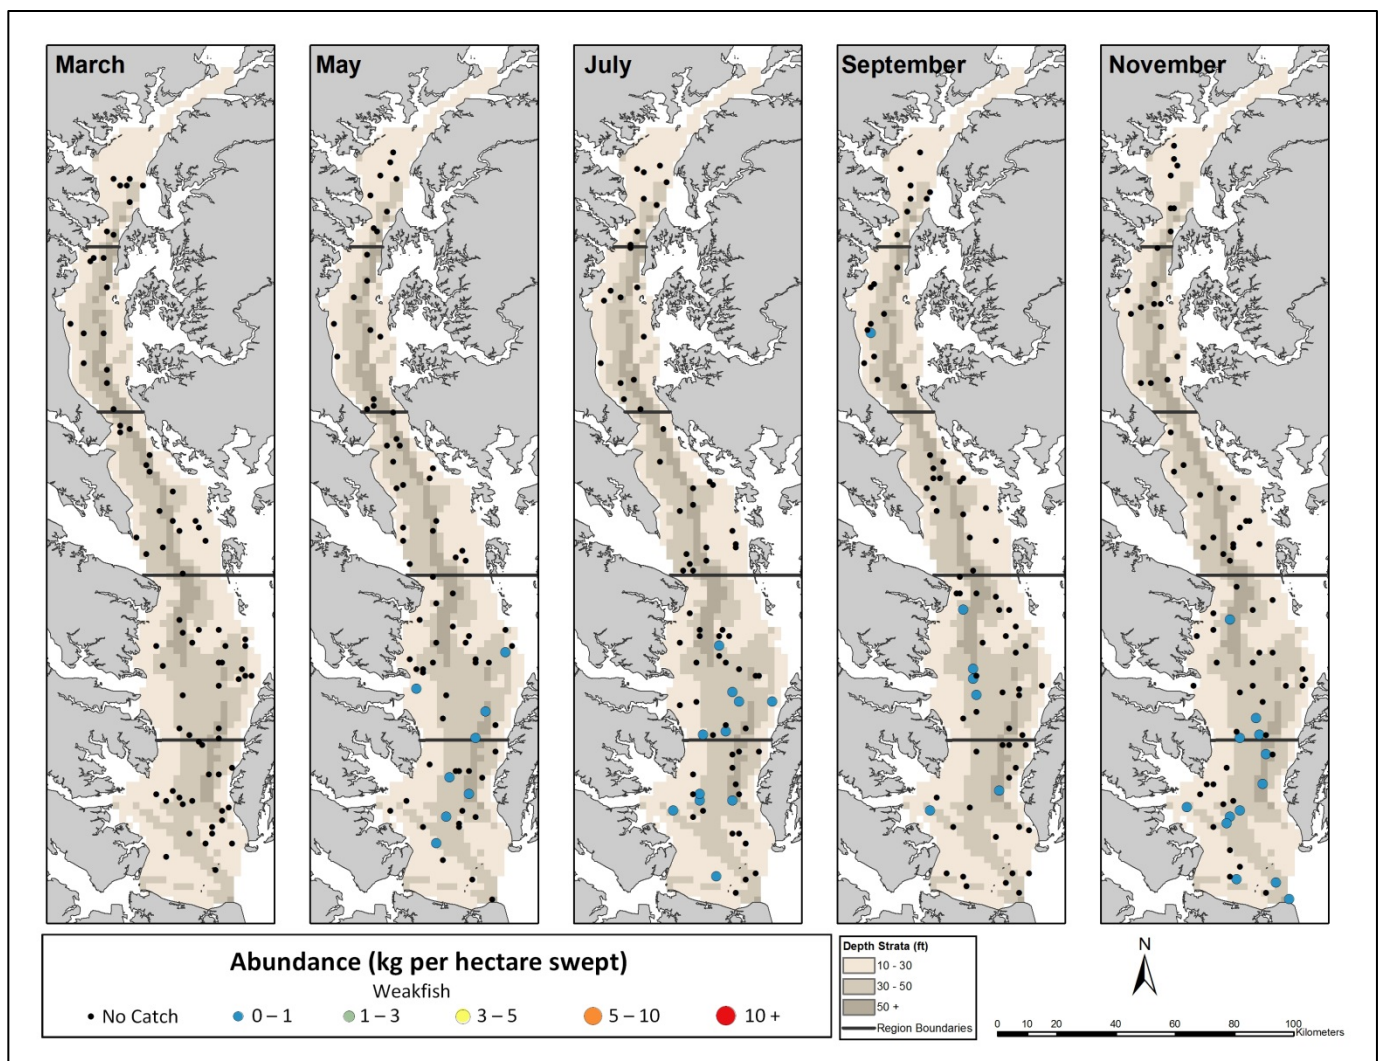 March
May
July
September
November
Abundance (kg per hectare swept)
Weakfish
No Catch
0 – 1
1 – 3
3 – 5
5 – 10
10 +
Depth Strata (ft)
10 - 30
30 - 50
50 +
Region Boundaries
N
0 10 20 40 60 80 100
Kilometers